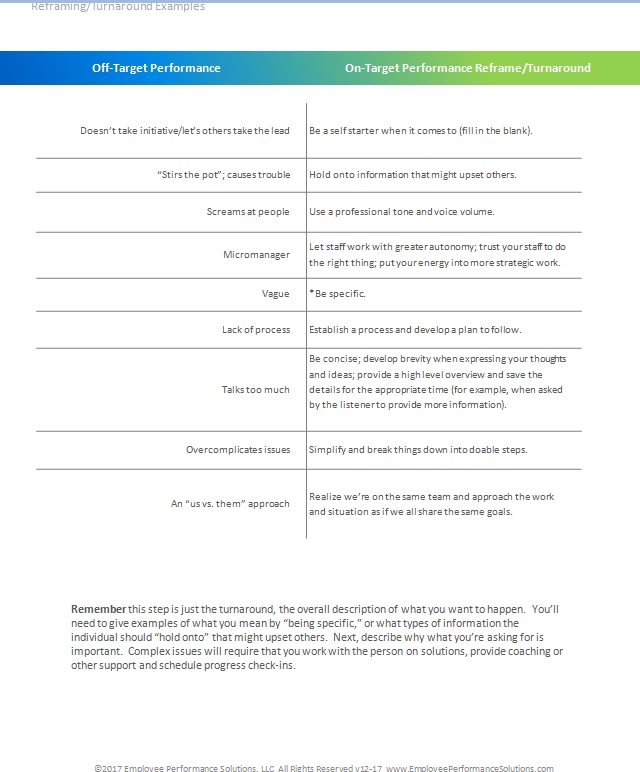 Reframing/Turnaround Examples
Off-Target Performance
On-Target Performance Reframe/Turnaround
Doesn't take initiative/let's others take the lead
Be a self starter when it comes to (fill in the blank).
“Stirs the pot”; causes trouble
Hold onto information that might upset others.
Screams at people
Use a professional tone and voice volume.
Micromanager
Let staff work with greater autonomy; trust your staff to do
the right thing; put your energy into more strategic work.
Vague
*Be specific.
Lack of process
Establish a process and develop a plan to follow.
Talks too much
Be concise; develop brevity when expressing your thoughts
and ideas; provide a high level overview and save the
details for the appropriate time (for example, when asked
by the listener to provide more information).
Overcomplicates issues
Simplify and break things down into doable steps.
An “us vs. them” approach
Realize we’re on the same team and approach the work
and situation as if we all share the same goals.
Remember this step is just the turnaround, the overall description of what you want to happen.  You’ll
need to give examples of what you mean by “being specific,” or what types of information the
individual should “hold onto” that might upset others.  Next, describe why what you’re asking for is
important.  Complex issues will require that you work with the person on solutions, provide coaching or
other support and schedule progress check-ins.
©2017 Employee Performance Solutions. LLC  All Rights Reserved v12-17  www.EmployeePerformanceSolutions.com